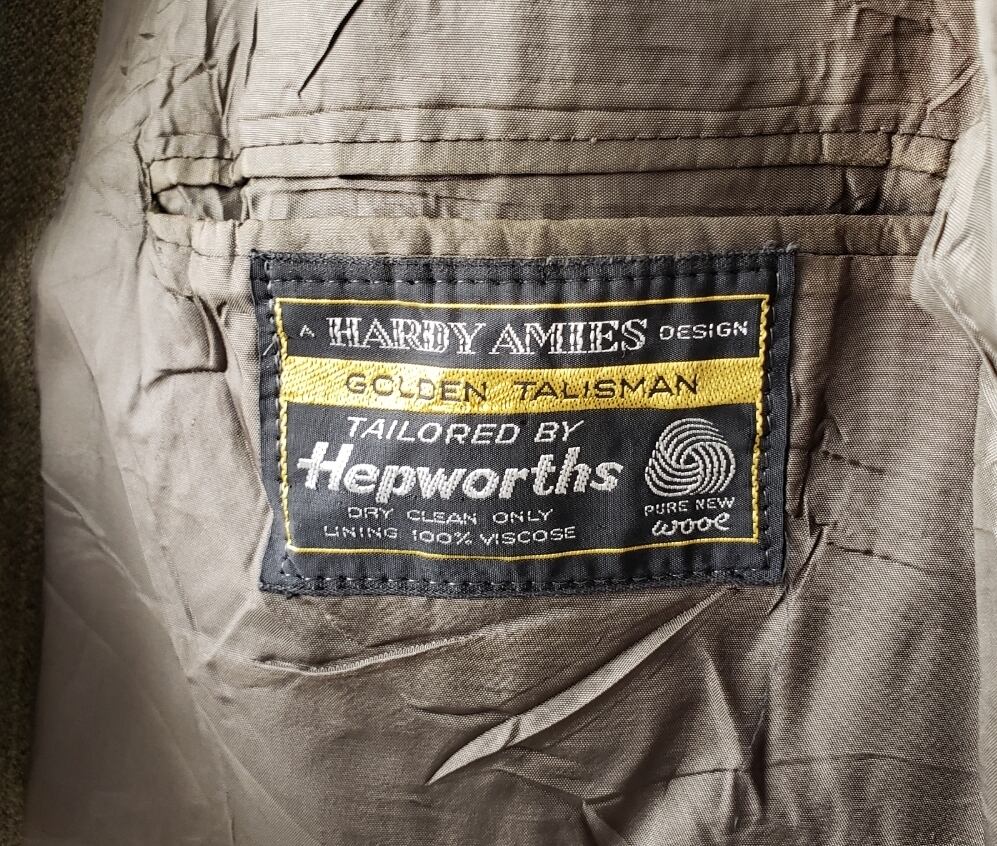 A HARDY AMIES DESIGN
GOLDEN TALISMAN
TAILORED BY
Hepworths
DRY CLEAN ONLY
LINING 100% VISCOSE
PURE NEW
wool